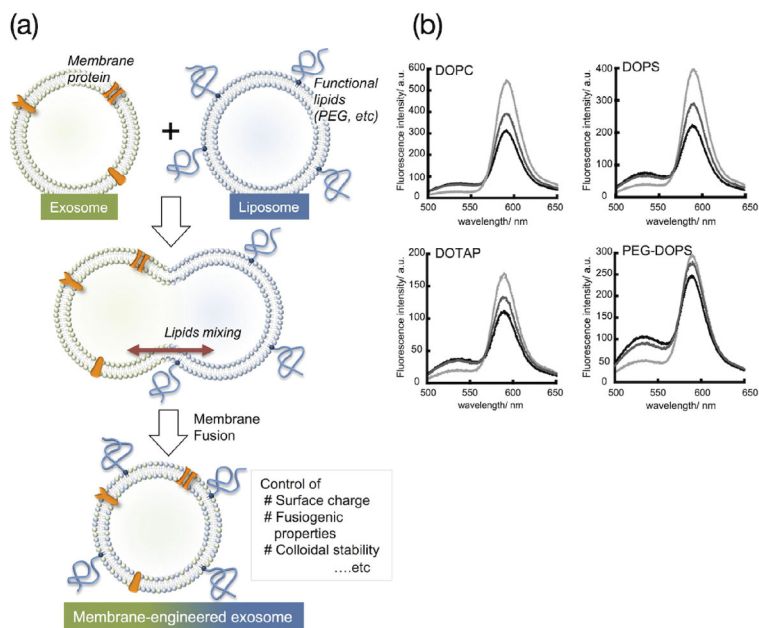 (a)
Membrane
protein
Functional
lipids
(PEG, etc)
+
Exosome
Liposome
Lipids mixing
Membrane
Fusion
Control of
# Surface charge
# Fusiogenic
properties
# Colloidal stability
....etc
Membrane-engineered exosome
(b)
DOPC
Fluorescence intensity/ a.u.
600
500
400
300
200
100
0
500 550 600 650
wavelength/ nm
DOPS
Fluorescence intensity/ a.u.
400
300
200
100
0
500 550 600 650
wavelength/ nm
DOTAP
Fluorescence intensity/ a.u.
200
150
100
50
0
500 550 600 650
wavelength/ nm
PEG-DOPS
Fluorescence intensity/ a.u.
300
250
200
150
100
50
0
500 550 600 650
wavelength/ nm